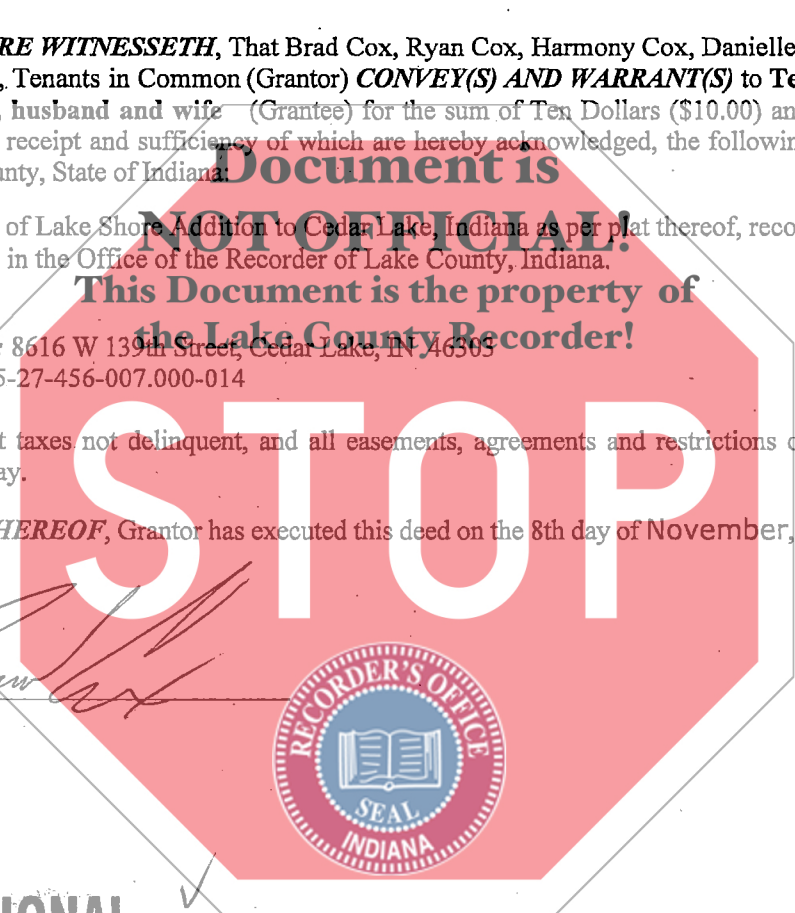 RE WITNESSETH, That Brad Cox, Ryan Cox, Harmony Cox, Danielle
, Tenants in Common (Grantor) CONVEY(S) AND WARRANT(S) to Te
, husband and wife (Grantee) for the sum of Ten Dollars ($10.00) an
receipt and sufficiency of which are hereby acknowledged, the followin
unty, State of Indiana:
Document is
of Lake Shore Addition to Cedar Lake, Indiana as per plat thereof, reco
NOT OFFICIAL!
in the Office of the Recorder of Lake County, Indiana.
This Document is the property of
the Lake County Recorder!
8616 W 139th Street, Cedar Lake, IN 46303
5-27-456-007.000-014
STOP
t taxes not delinquent, and all easements, agreements and restrictions o
ay.
HEREOF, Grantor has executed this deed on the 8th day of November,
RECORDER'S OFFICE
SEAL
INDIANA
IONAL